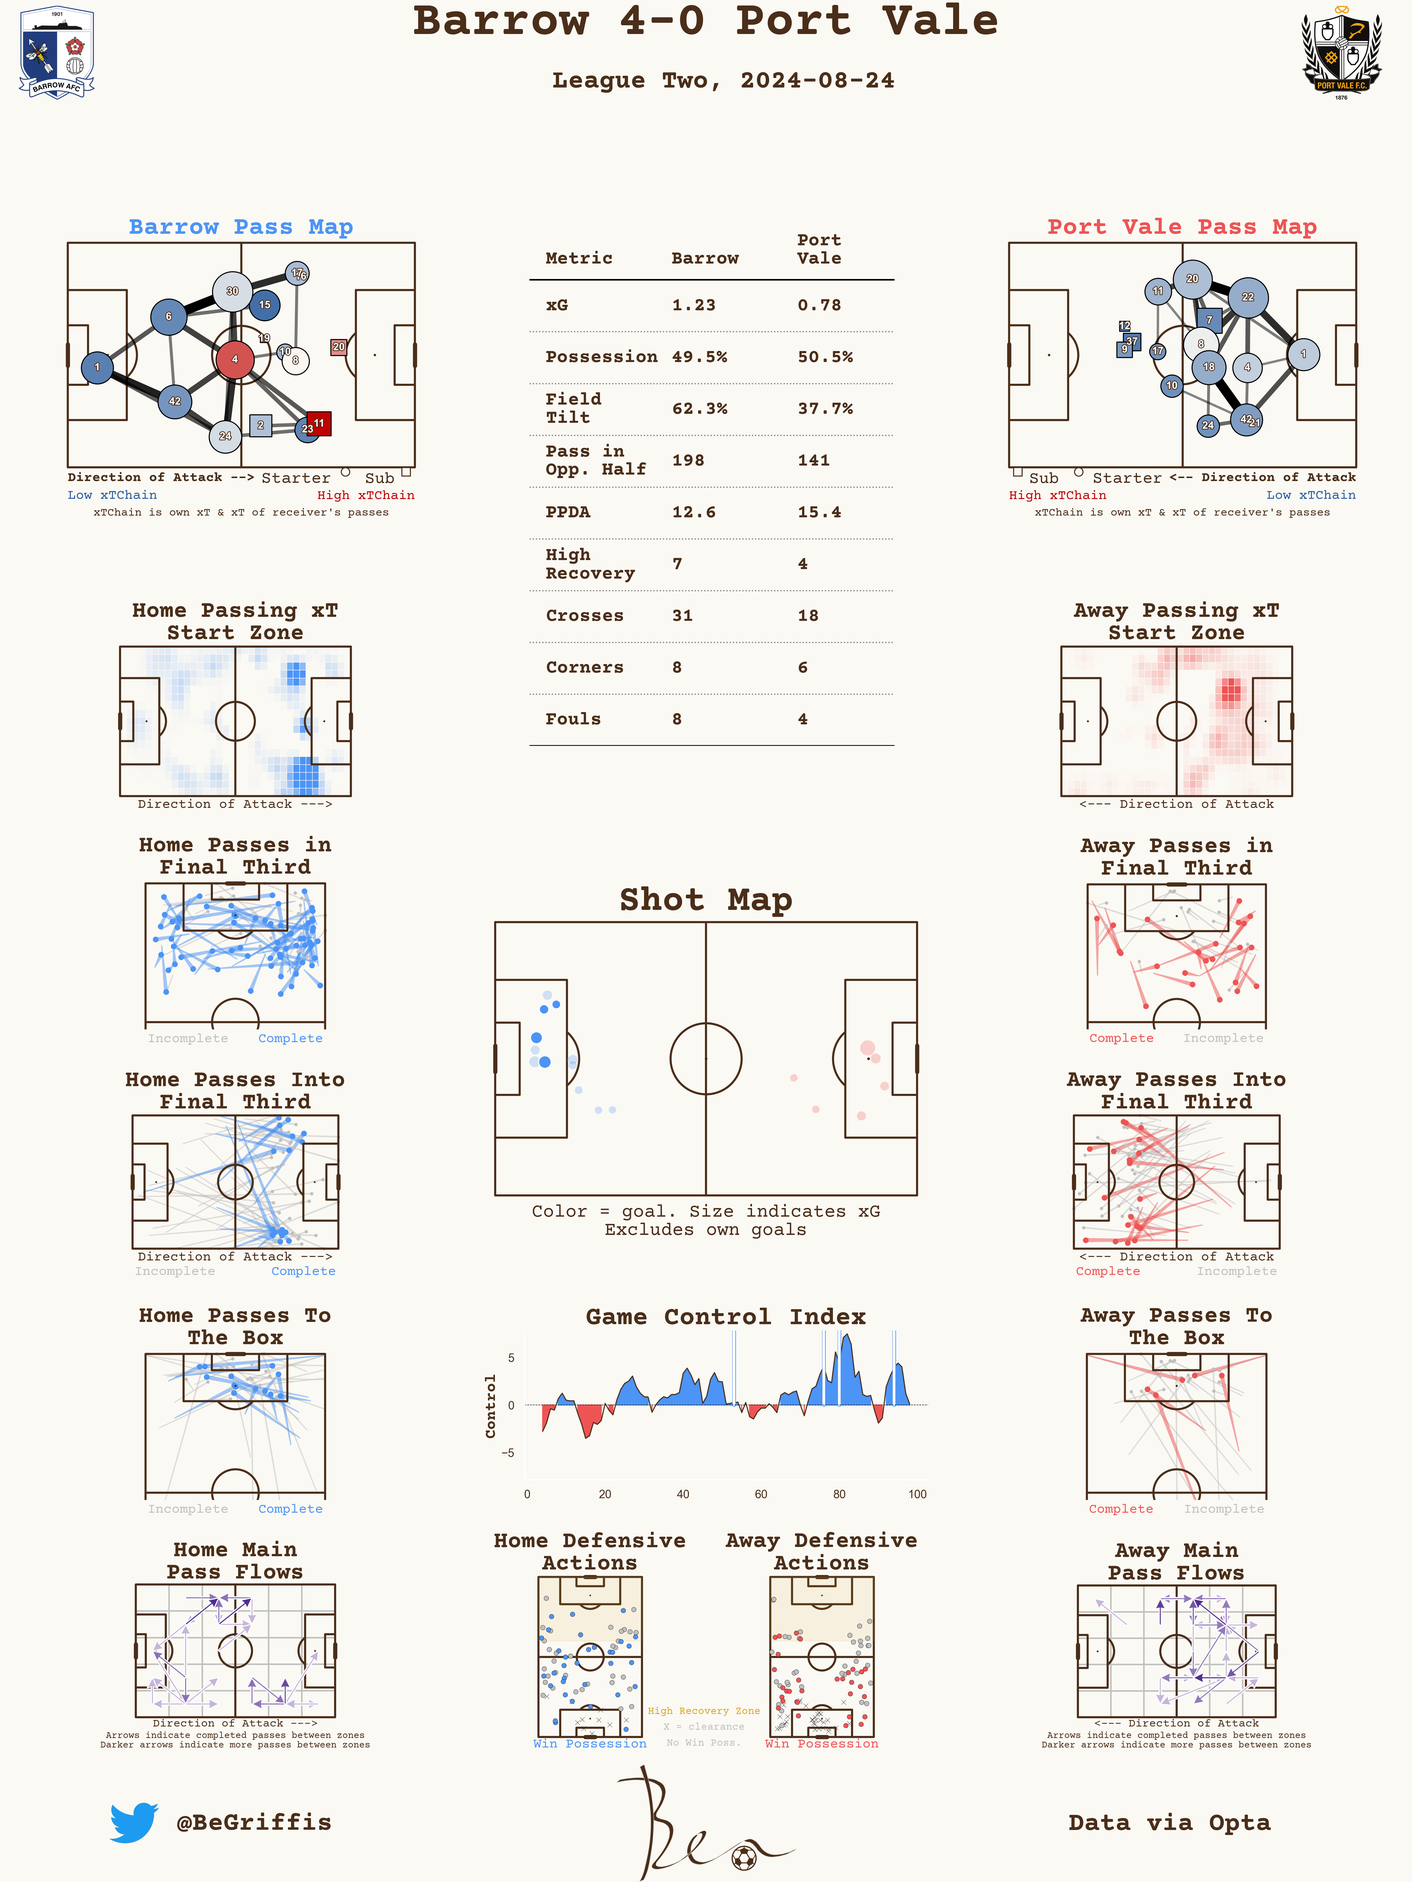 Barrow 4-0 Port Vale
League Two, 2024-08-24
1901
BARROW AFC
PORT VALE F.C.
1876
Barrow Pass Map
30
17
15
6
19
4
10
8
20
1
42
24
2
23
11
Direction of Attack --> Starter Sub
Low xTChain High xTChain
xTChain is own xT & xT of receiver's passes
Metric Barrow Port Vale
xG 1.23 0.78
Possession 49.5% 50.5%
Field Tilt 62.3% 37.7%
Pass in Opp. Half 198 141
PPDA 12.6 15.4
High Recovery 7 4
Crosses 31 18
Corners 8 6
Fouls 8 4
Port Vale Pass Map
20
11
22
7
12
37
9
17
8
18
4
1
10
24
42
21
Sub Starter <-- Direction of Attack
High xTChain Low xTChain
xTChain is own xT & xT of receiver's passes
Home Passing xT
Start Zone
Direction of Attack --->
Away Passing xT
Start Zone
<--- Direction of Attack
Home Passes in
Final Third
Incomplete Complete
Away Passes in
Final Third
Complete Incomplete
Shot Map
Color = goal. Size indicates xG
Excludes own goals
Home Passes Into
Final Third
Direction of Attack --->
Incomplete Complete
Away Passes Into
Final Third
<--- Direction of Attack
Complete Incomplete
Home Passes To
The Box
Incomplete Complete
Game Control Index
Control
5
0
−5
0 20 40 60 80 100
Away Passes To
The Box
Complete Incomplete
Home Main
Pass Flows
Direction of Attack --->
Arrows indicate completed passes between zones
Darker arrows indicate more passes between zones
Home Defensive
Actions
Win Possession
Away Defensive
Actions
Win Possession
High Recovery Zone
X = clearance
No Win Poss.
Away Main
Pass Flows
<--- Direction of Attack
Arrows indicate completed passes between zones
Darker arrows indicate more passes between zones
@BeGriffis
Ben
Data via Opta